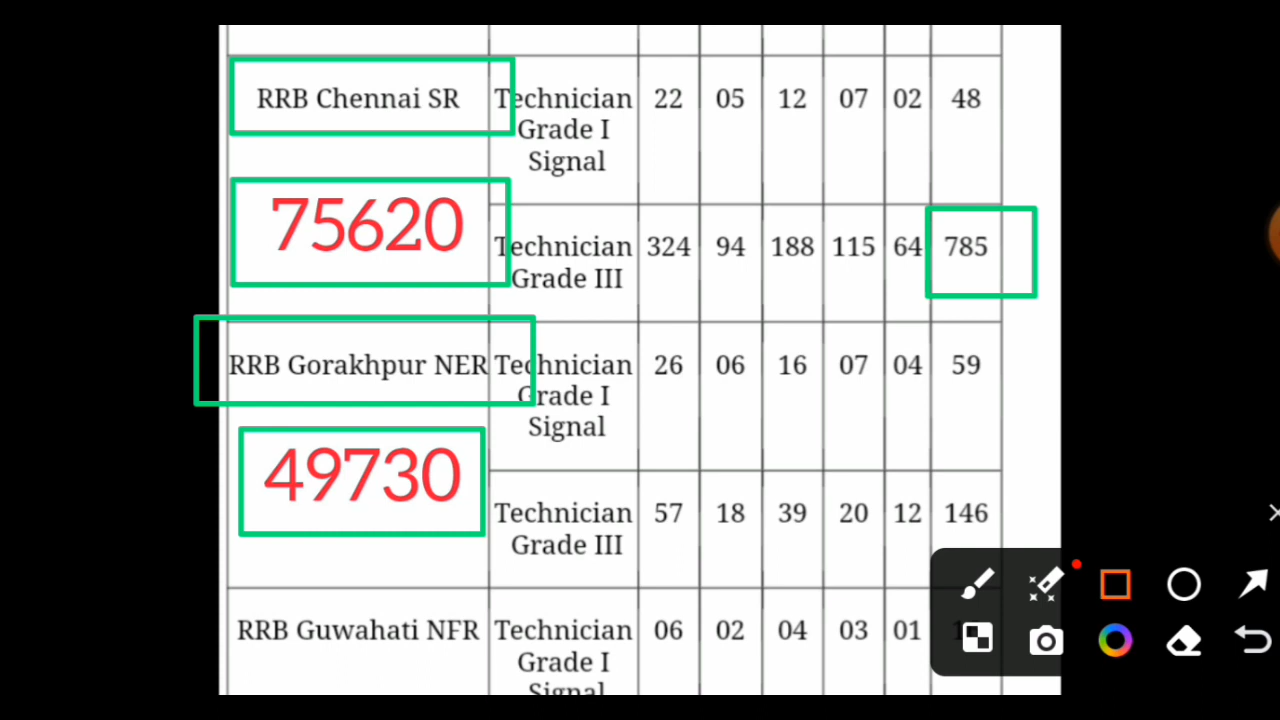 RRB Chennai SR Technician 22 05 12 07 02 48
Grade I
Signal
75620
Technician 324 94 188 115 64 785
Grade III
RRB Gorakhpur NER Technician 26 06 16 07 04 59
Grade I
Signal
49730
Technician 57 18 39 20 12 146
Grade III
RRB Guwahati NFR Technician 06 02 04 03 01
Grade I
Signal